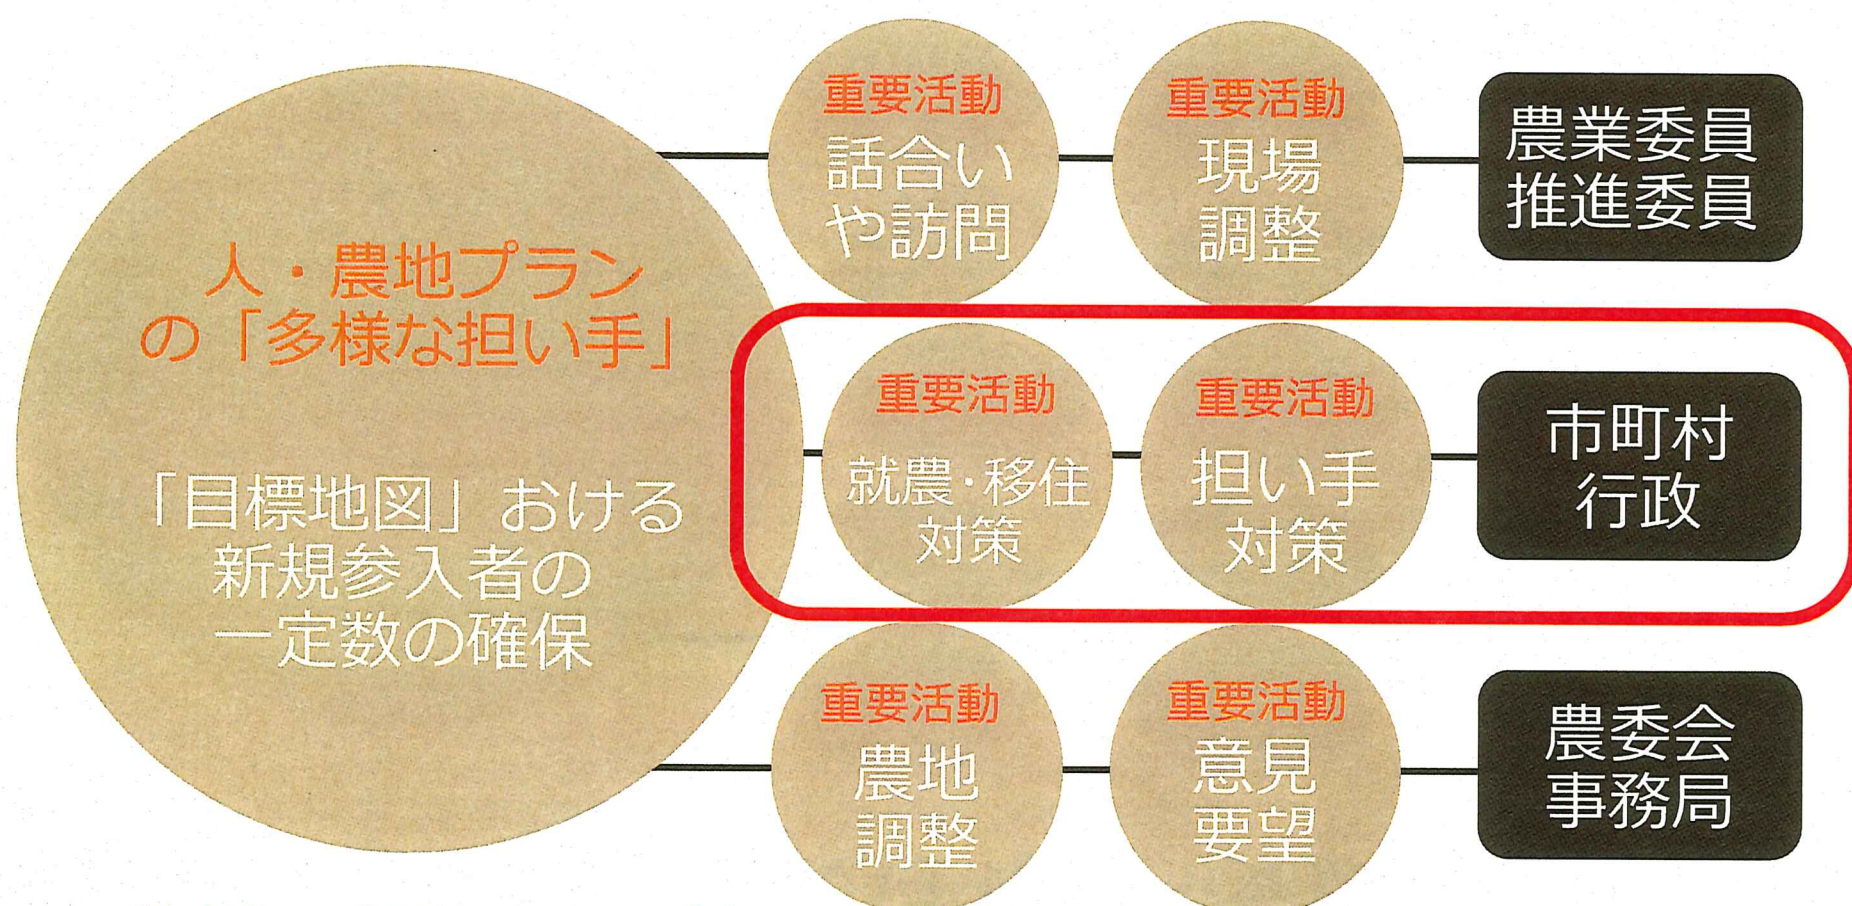 人・農地プラン
の「多様な担い手」
「目標地図」おける
新規参入者の
一定数の確保
重要活動
話合い
や訪問
重要活動
現場
調整
農業委員
推進委員
重要活動
就農・移住
対策
重要活動
担い手
対策
市町村
行政
重要活動
農地
調整
重要活動
意見
要望
農委会
事務局